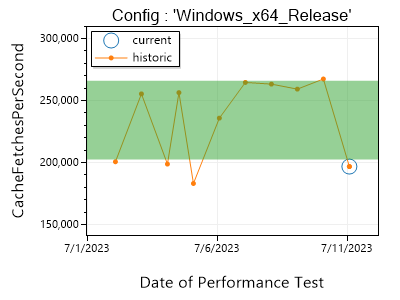 Config : 'Windows_x64_Release'
300,000
250,000
200,000
150,000
CacheFetchesPerSecond
current
historic
7/1/2023
7/6/2023
7/11/2023
Date of Performance Test